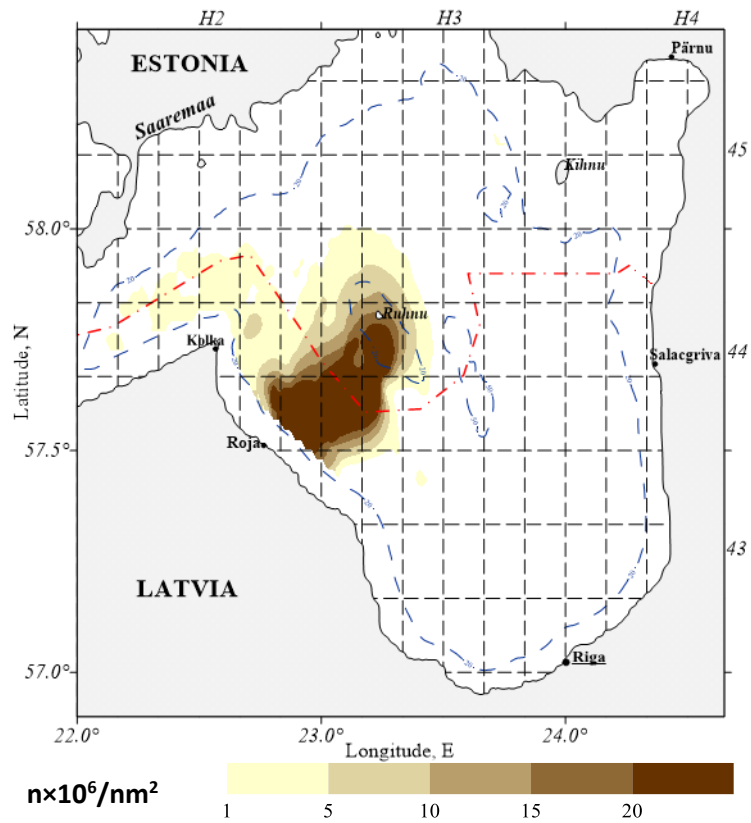 H2 H3 H4
Pärnu
ESTONIA
Saaremaa
45
Kihnu
58.0°
Ruhnu
Kolka
44
Salacgriva
Latitude, N
57.5°
Roja
43
LATVIA
Riga
57.0°
22.0° 23.0° 24.0°
Longitude, E
n×10⁶/nm²
1 5 10 15 20